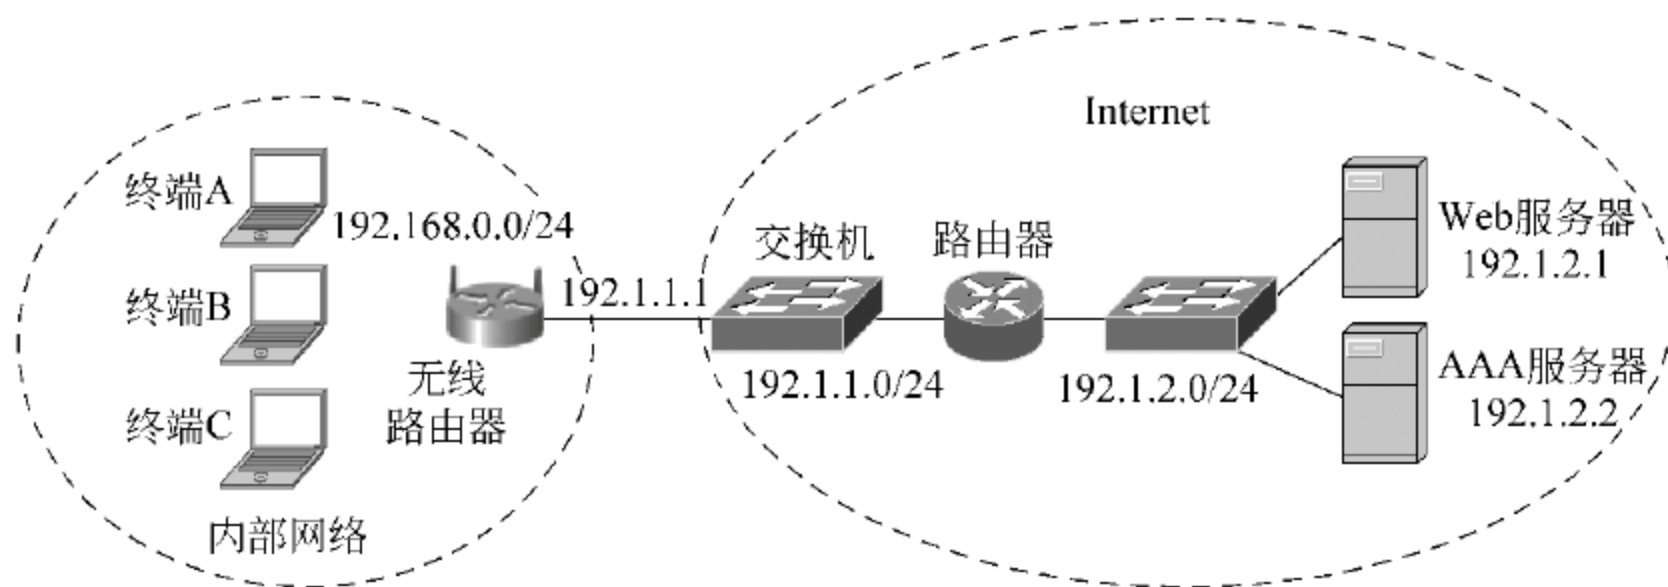 Internet
终端A
192.168.0.0/24
终端B
终端C
无线
路由器
内部网络
192.1.1.1
交换机
192.1.1.0/24
路由器
192.1.2.0/24
Web服务器
192.1.2.1
AAA服务器
192.1.2.2